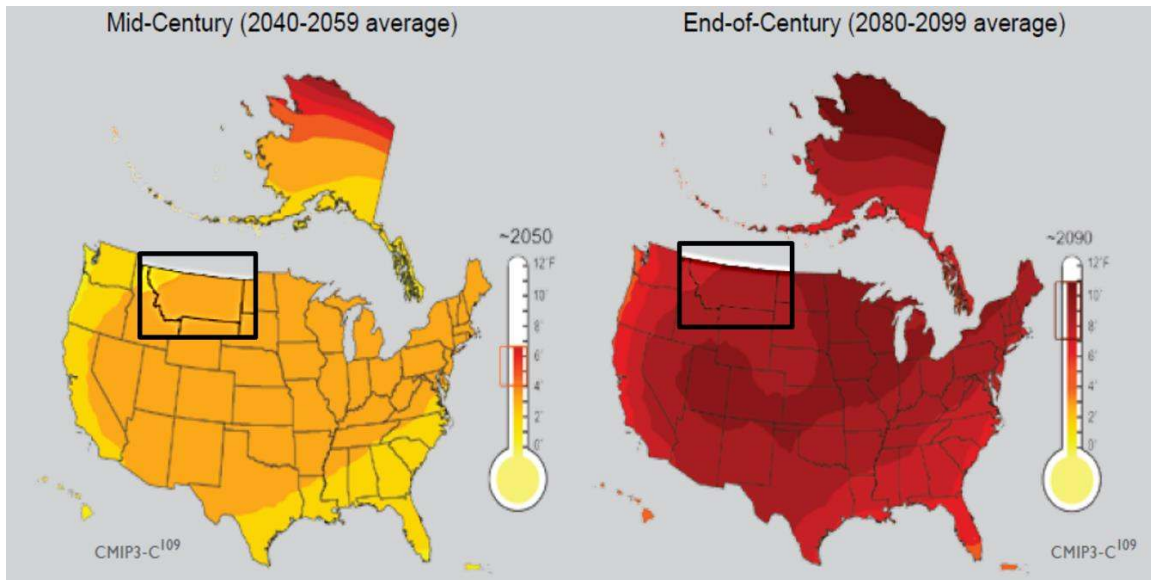 Mid-Century (2040-2059 average)
End-of-Century (2080-2099 average)
~2050
12°F
10°
8°
6°
4°
2°
0°
CMIP3-C109
~2090
12°F
10°
8°
6°
4°
2°
0°
CMIP3-C109